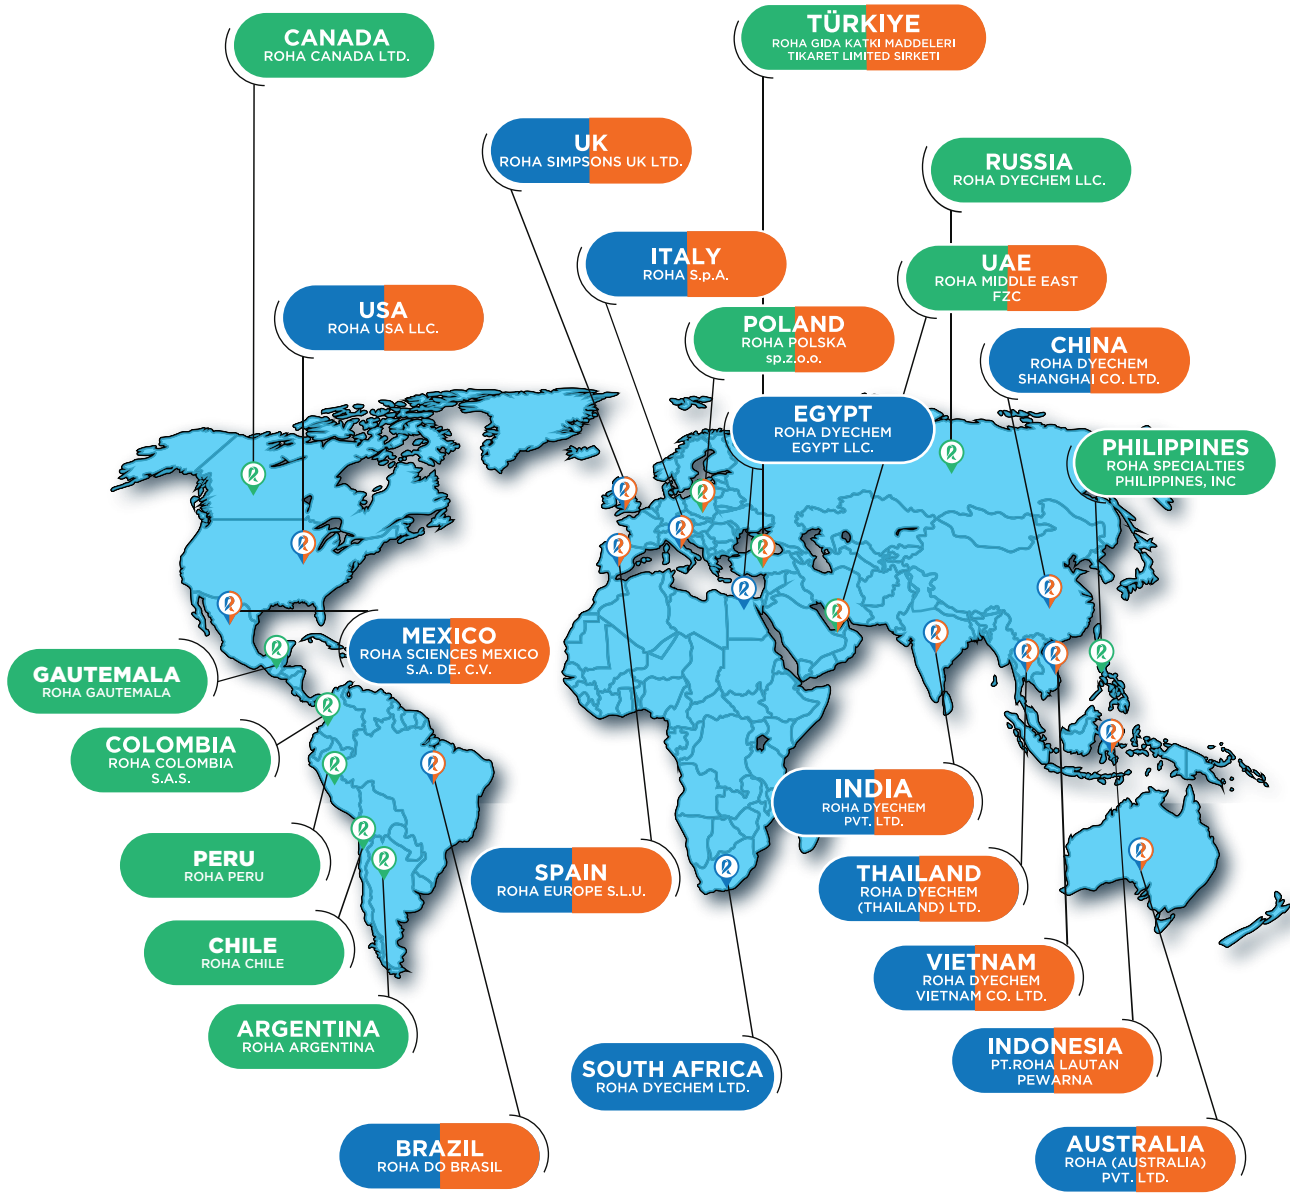 CANADA
ROHA CANADA LTD.
TÜRKIYE
ROHA GIDA KATKI MADDELERI
TIKARET LIMITED SIRKETI
UK
ROHA SIMPSONS UK LTD.
RUSSIA
ROHA DYECHEM LLC.
ITALY
ROHA S.p.A.
UAE
ROHA MIDDLE EAST
FZC
USA
ROHA USA LLC.
POLAND
ROHA POLSKA
sp.z.o.o.
CHINA
ROHA DYECHEM
SHANGHAI CO. LTD.
EGYPT
ROHA DYECHEM
EGYPT LLC.
PHILIPPINES
ROHA SPECIALTIES
PHILIPPINES, INC
MEXICO
ROHA SCIENCES MEXICO
S.A. DE. C.V.
GAUTEMALA
ROHA GAUTEMALA
COLOMBIA
ROHA COLOMBIA
S.A.S.
INDIA
ROHA DYECHEM
PVT. LTD.
PERU
ROHA PERU
SPAIN
ROHA EUROPE S.L.U.
THAILAND
ROHA DYECHEM
(THAILAND) LTD.
CHILE
ROHA CHILE
VIETNAM
ROHA DYECHEM
VIETNAM CO. LTD.
ARGENTINA
ROHA ARGENTINA
INDONESIA
PT.ROHA LAUTAN
PEWARNA
SOUTH AFRICA
ROHA DYECHEM LTD.
BRAZIL
ROHA DO BRASIL
AUSTRALIA
ROHA (AUSTRALIA)
PVT. LTD.